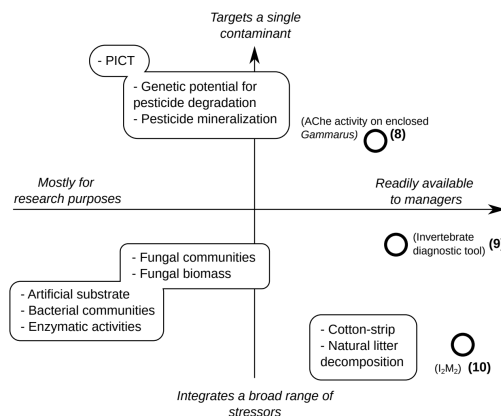 Targets a single
contaminant
- PICT
- Genetic potential for
pesticide degradation
- Pesticide mineralization
(AChe activity on enclosed
Gammarus) (8)
Mostly for
research purposes
Readily available
to managers
- Fungal communities
- Fungal biomass
(Invertebrate
diagnostic tool) (9)
- Artificial substrate
- Bacterial communities
- Enzymatic activities
- Cotton-strip
- Natural litter
decomposition
(I₂M₂) (10)
Integrates a broad range of
stressors